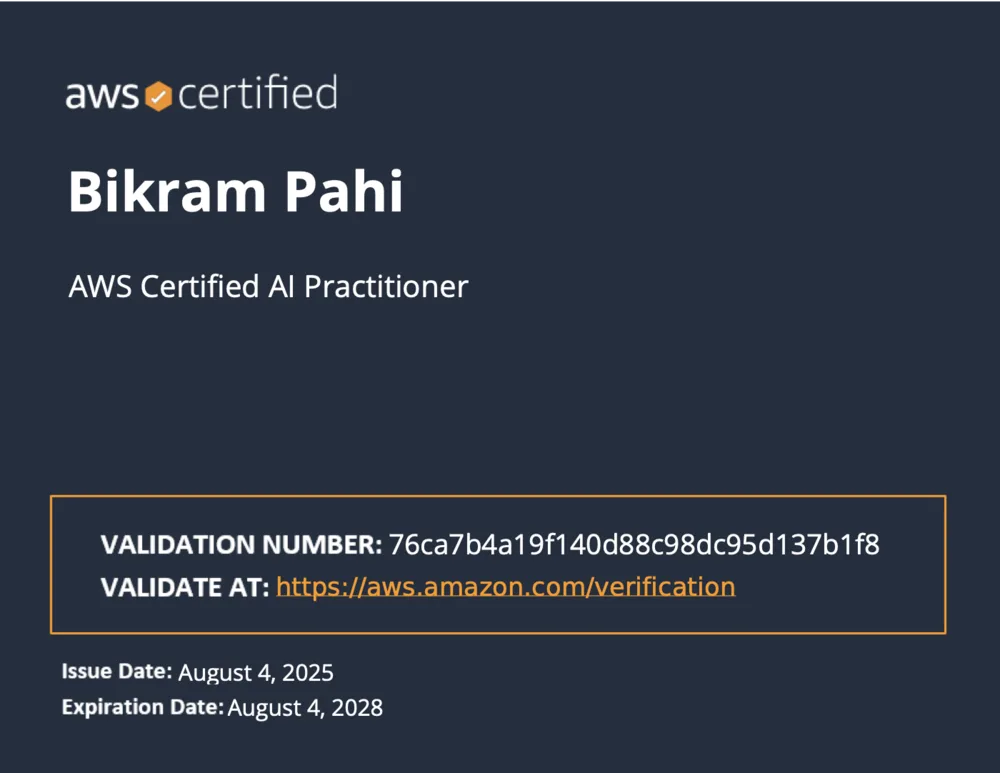 aws certified
Bikram Pahi
AWS Certified AI Practitioner
VALIDATION NUMBER: 76ca7b4a19f140d88c98dc95d137b1f8
VALIDATE AT: https://aws.amazon.com/verification
Issue Date: August 4, 2025
Expiration Date: August 4, 2028